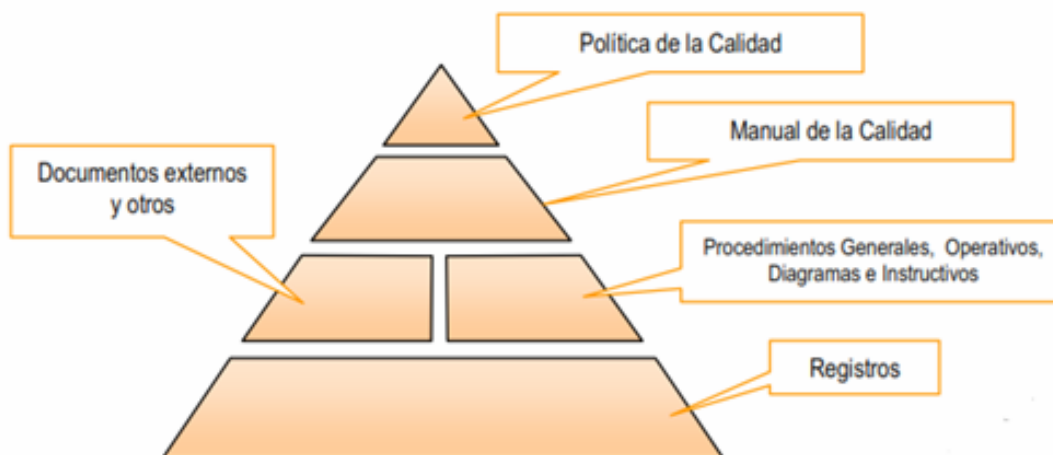 Política de la Calidad
Manual de la Calidad
Documentos externos
y otros
Procedimientos Generales, Operativos,
Diagramas e Instructivos
Registros